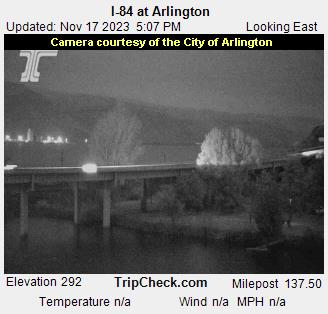 I-84 at Arlington
Updated: Nov 17 2023 5:07 PM Looking East
Camera courtesy of the City of Arlington
Elevation 292 TripCheck.com Milepost 137.50
Temperature n/a Wind n/a MPH n/a